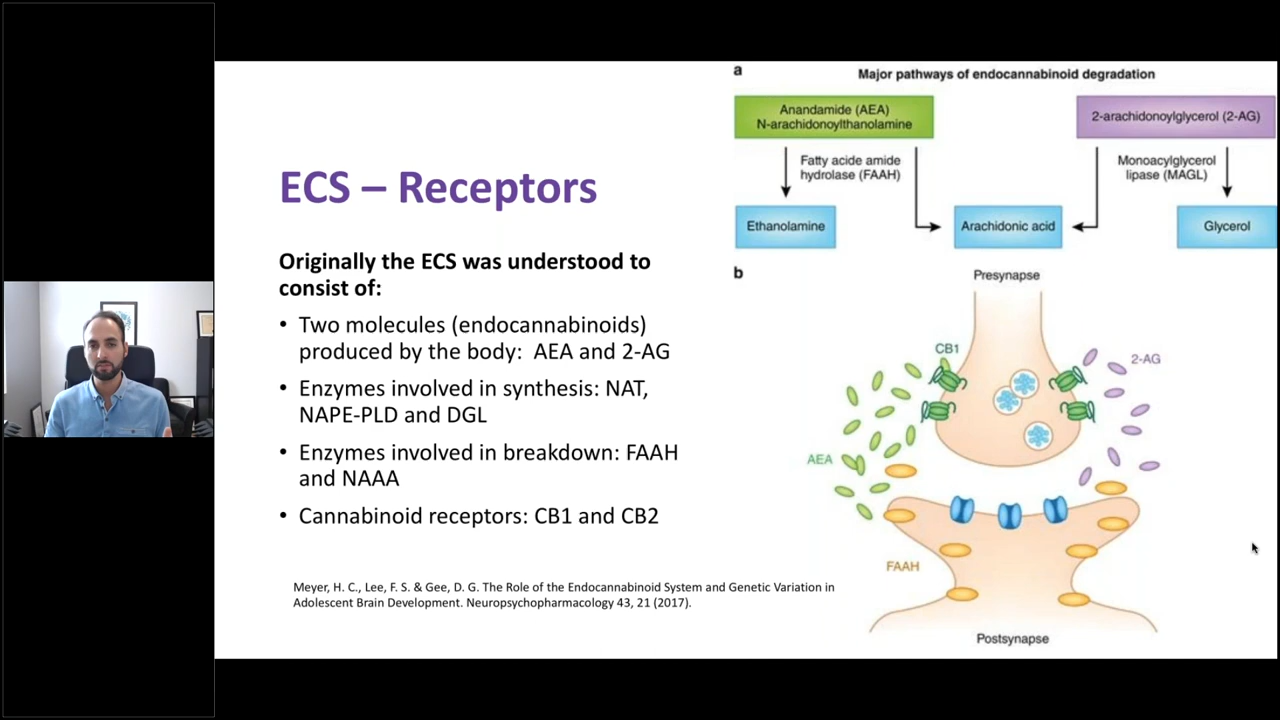 ECS – Receptors
Originally the ECS was understood to
consist of:
• Two molecules (endocannabinoids)
produced by the body: AEA and 2-AG
• Enzymes involved in synthesis: NAT,
NAPE-PLD and DGL
• Enzymes involved in breakdown: FAAH
and NAAA
• Cannabinoid receptors: CB1 and CB2
Meyer, H. C., Lee, F. S. & Gee, D. G. The Role of the Endocannabinoid System and Genetic Variation in
Adolescent Brain Development. Neuropsychopharmacology 43, 21 (2017).
a
Major pathways of endocannabinoid degradation
Anandamide (AEA)
N-arachidonoylthanolamine
2-arachidonoylglycerol (2-AG)
Fatty acide amide
hydrolase (FAAH)
Monoacylglycerol
lipase (MAGL)
Ethanolamine
Arachidonic acid
Glycerol
b
Presynapse
CB1
2-AG
AEA
FAAH
Postsynapse